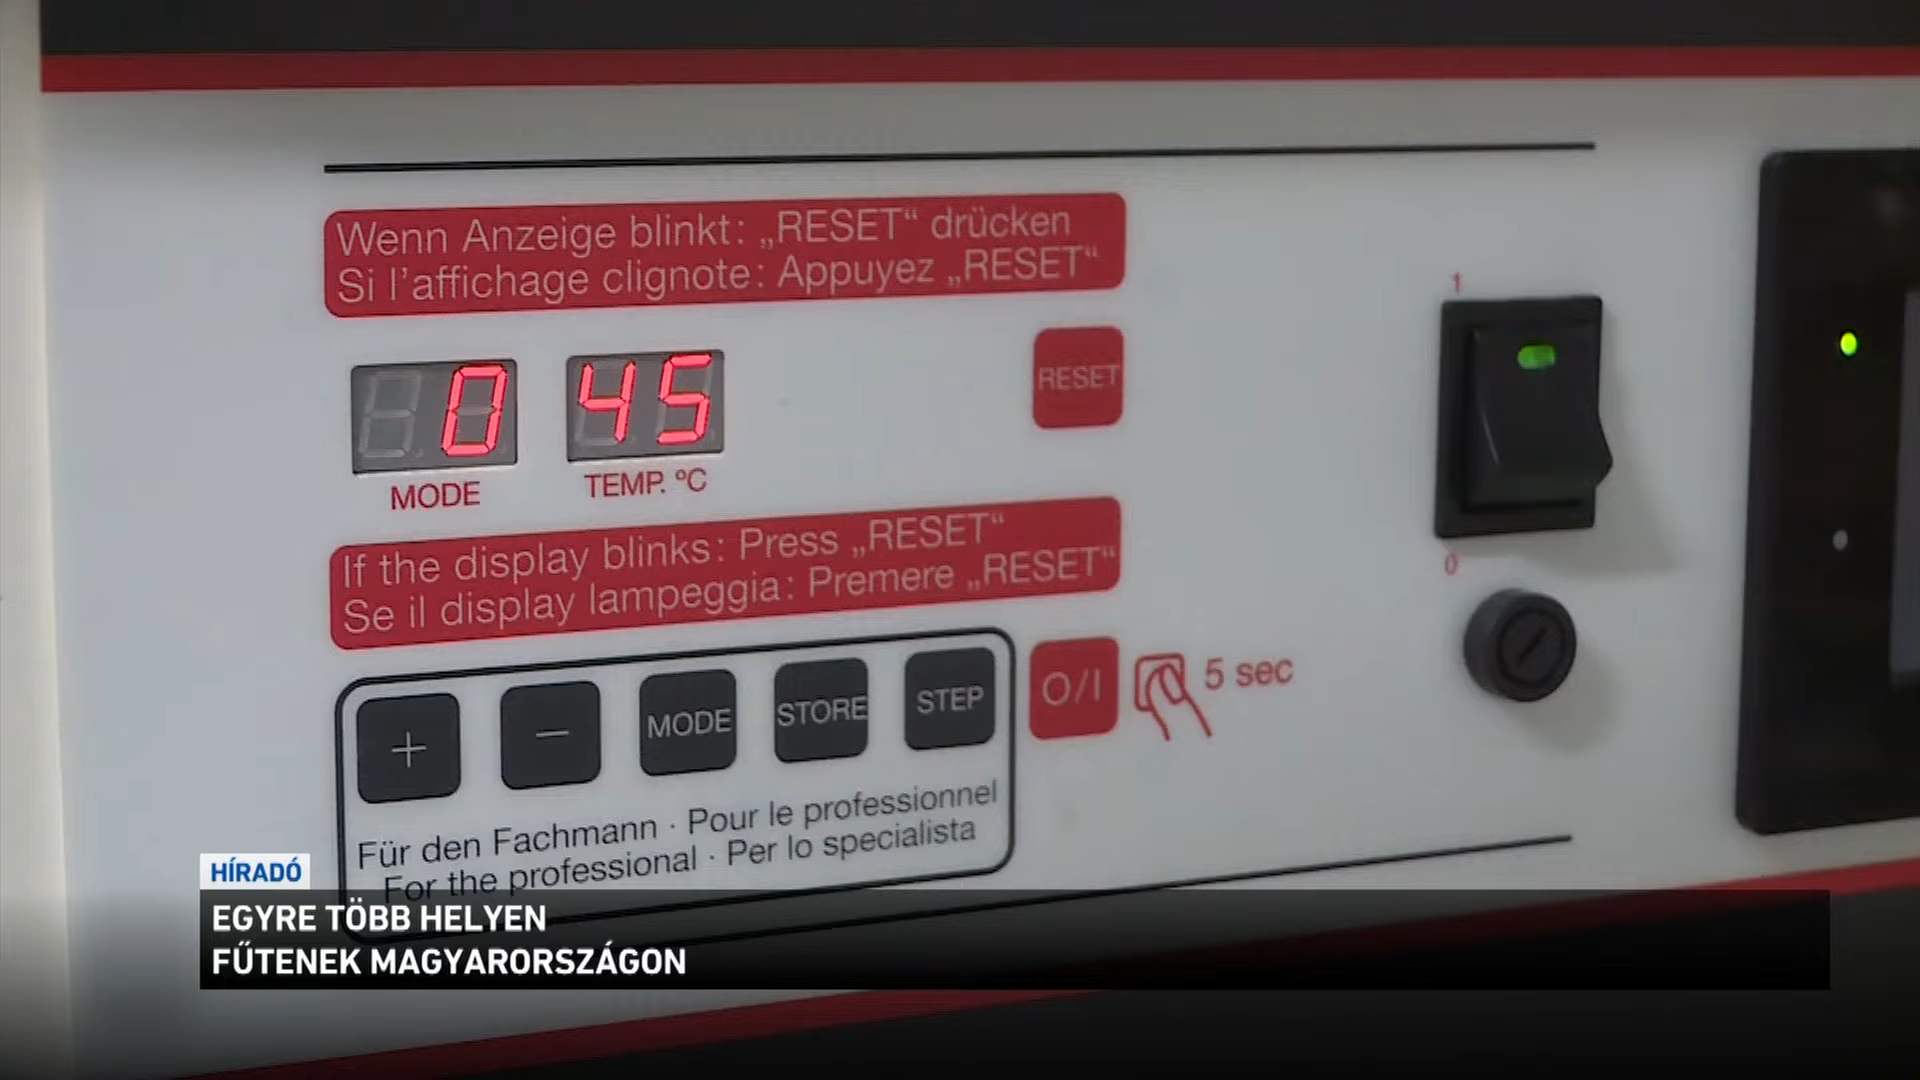 Wenn Anzeige blinkt: „RESET“ drücken
Si l'affichage clignote: Appuyez „RESET“
1
0 45
RESET
MODE TEMP. ºC
If the display blinks: Press „RESET“
Se il display lampeggia: Premere „RESET“
0
+ − MODE STORE STEP O/I 5 sec
Für den Fachmann · Pour le professionnel
For the professional · Per lo specialista
HÍRADÓ
EGYRE TÖBB HELYEN
FŰTENEK MAGYARORSZÁGON